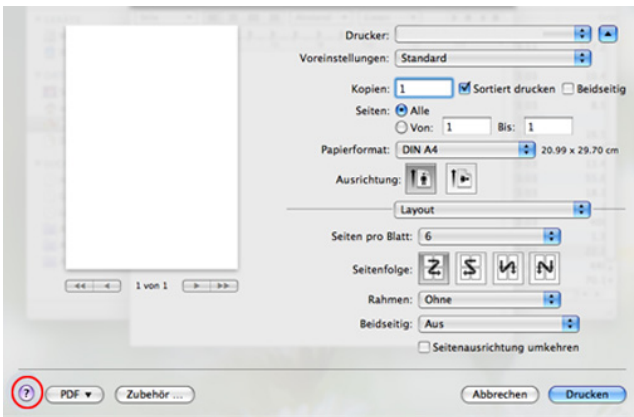 Drucker:
Voreinstellungen: Standard
Kopien: 1 Sortiert drucken Beidseitig
Seiten: Alle
Von: 1 Bis: 1
Papierformat: DIN A4 20.99 x 29.70 cm
Ausrichtung:
Layout
Seiten pro Blatt: 6
Seitenfolge:
1 von 1
Rahmen: Ohne
Beidseitig: Aus
Seitenausrichtung umkehren
? PDF Zubehör ... Abbrechen Drucken